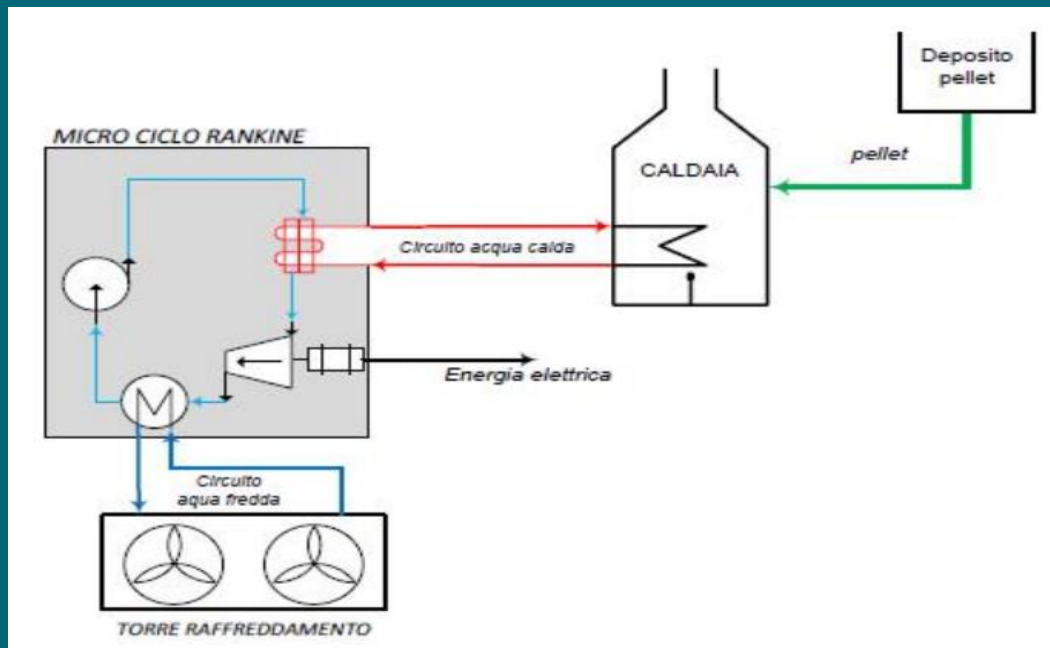 Deposito
pellet
MICRO CICLO RANKINE
pellet
CALDAIA
Circuito acqua calda
Energia elettrica
Circuito
aqua fredda
TORRE RAFFREDDAMENTO